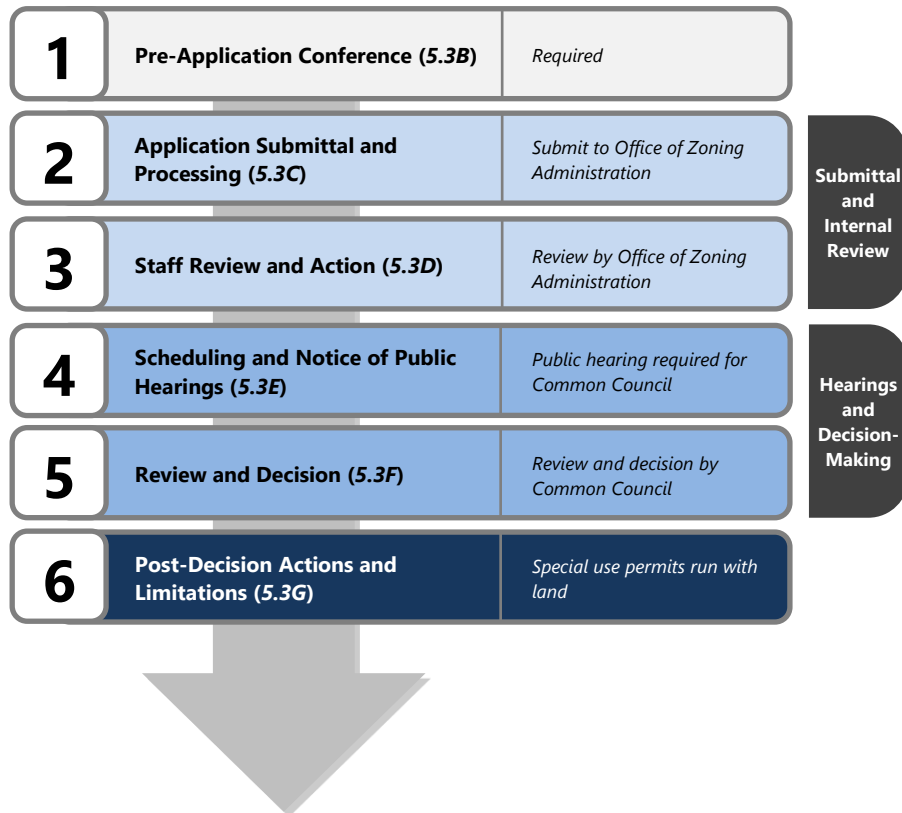 1
Pre-Application Conference (5.3B)
Required
2
Application Submittal and
Processing (5.3C)
Submit to Office of Zoning
Administration
3
Staff Review and Action (5.3D)
Review by Office of Zoning
Administration
Submittal
and
Internal
Review
4
Scheduling and Notice of Public
Hearings (5.3E)
Public hearing required for
Common Council
5
Review and Decision (5.3F)
Review and decision by
Common Council
Hearings
and
Decision-
Making
6
Post-Decision Actions and
Limitations (5.3G)
Special use permits run with
land